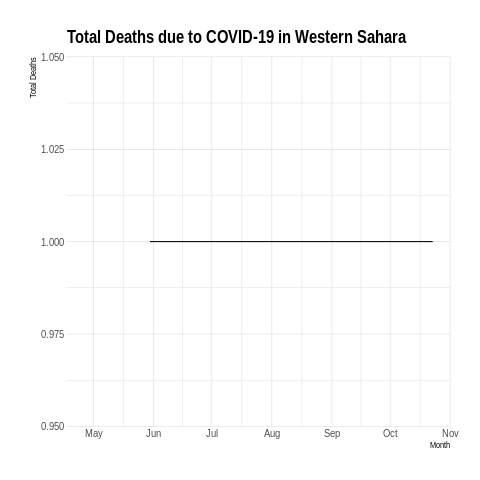 Total Deaths due to COVID-19 in Western Sahara
Total Deaths
1.050
1.025
1.000
0.975
0.950
May Jun Jul Aug Sep Oct Nov
Month